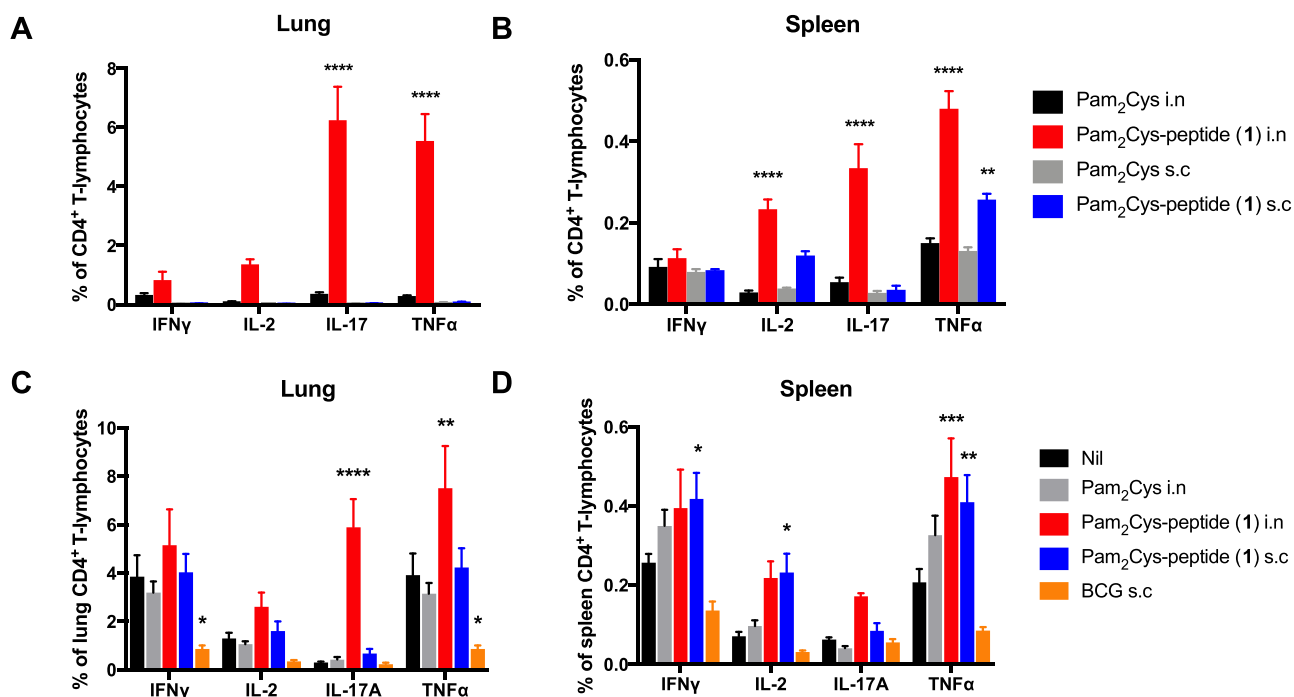 A
Lung
% of CD4⁺ T-lymphocytes
8
6
4
2
0
IFNγ IL-2 IL-17 TNFα
****
****
B
Spleen
% of CD4⁺ T-lymphocytes
0.6
0.4
0.2
0.0
IFNγ IL-2 IL-17 TNFα
****
****
****
**
Pam₂Cys i.n
Pam₂Cys-peptide (1) i.n
Pam₂Cys s.c
Pam₂Cys-peptide (1) s.c
C
Lung
% of lung CD4⁺ T-lymphocytes
10
8
6
4
2
0
IFNγ IL-2 IL-17A TNFα
*
****
**
*
D
Spleen
% of spleen CD4⁺ T-lymphocytes
0.6
0.4
0.2
0.0
IFNγ IL-2 IL-17A TNFα
*
*
***
**
Nil
Pam₂Cys i.n
Pam₂Cys-peptide (1) i.n
Pam₂Cys-peptide (1) s.c
BCG s.c